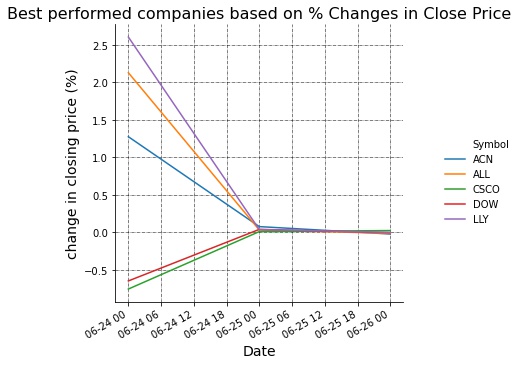 Best performed companies based on % Changes in Close Price
change in closing price (%)
2.5
2.0
1.5
1.0
0.5
0.0
−0.5
06-24 00
06-24 06
06-24 12
06-24 18
06-25 00
06-25 06
06-25 12
06-25 18
06-26 00
Date
Symbol
ACN
ALL
CSCO
DOW
LLY